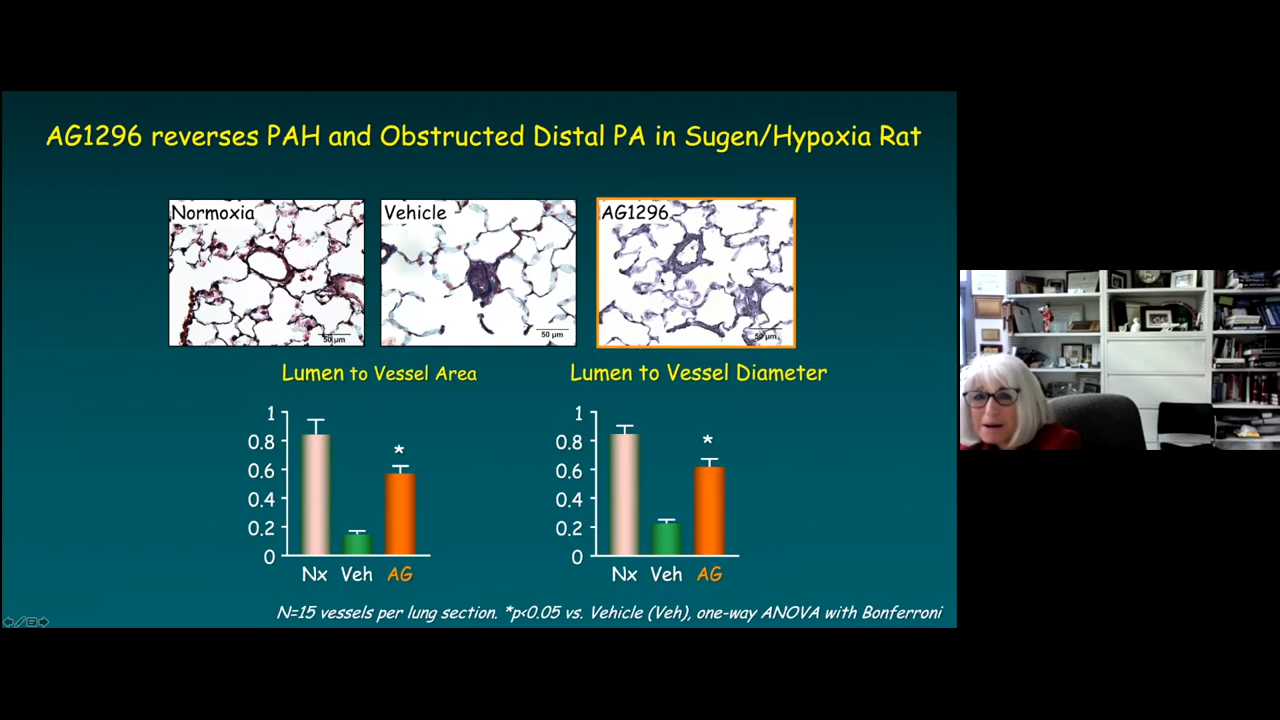 AG1296 reverses PAH and Obstructed Distal PA in Sugen/Hypoxia Rat
Normoxia
50 µm
Vehicle
50 µm
AG1296
50 µm
Lumen to Vessel Area
1
0.8
0.6
0.4
0.2
0
*
Nx Veh AG
Lumen to Vessel Diameter
1
0.8
0.6
0.4
0.2
0
*
Nx Veh AG
N=15 vessels per lung section. *p<0.05 vs. Vehicle (Veh), one-way ANOVA with Bonferroni